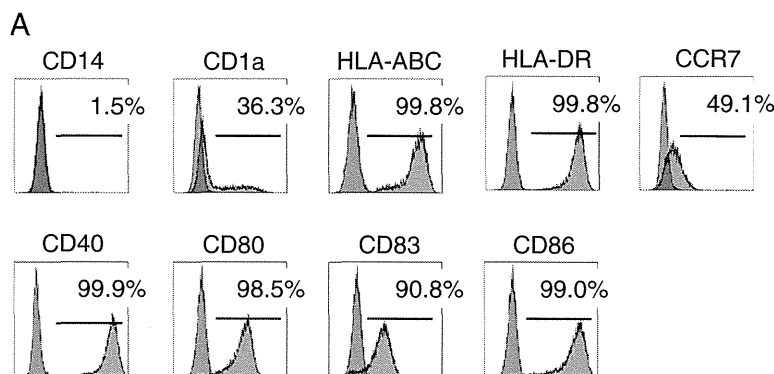 A
CD14 CD1a HLA-ABC HLA-DR CCR7
1.5% 36.3% 99.8% 99.8% 49.1%
CD40 CD80 CD83 CD86
99.9% 98.5% 90.8% 99.0%